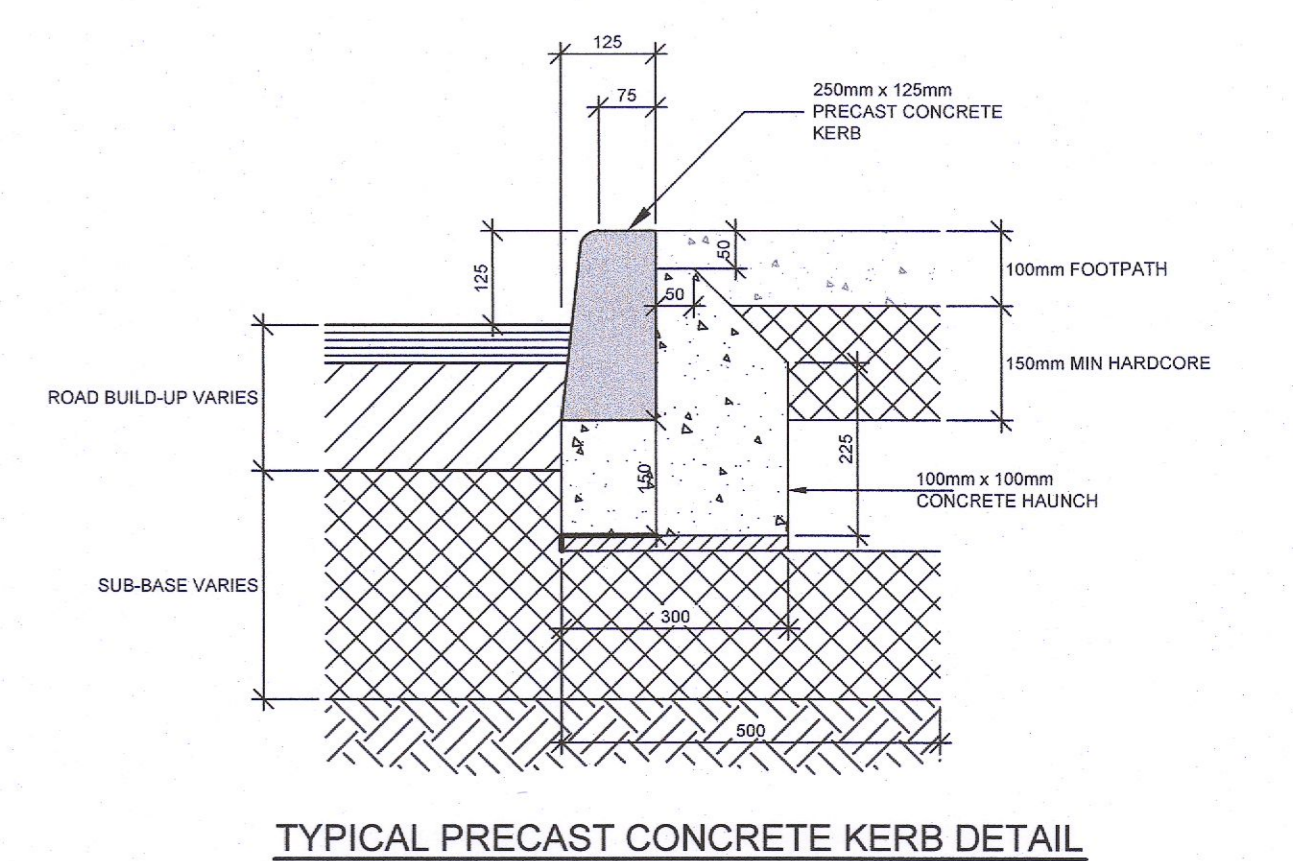 125
75
250mm x 125mm
PRECAST CONCRETE
KERB
125
50
100mm FOOTPATH
50
150mm MIN HARDCORE
ROAD BUILD-UP VARIES
225
150
100mm x 100mm
CONCRETE HAUNCH
SUB-BASE VARIES
300
500
TYPICAL PRECAST CONCRETE KERB DETAIL